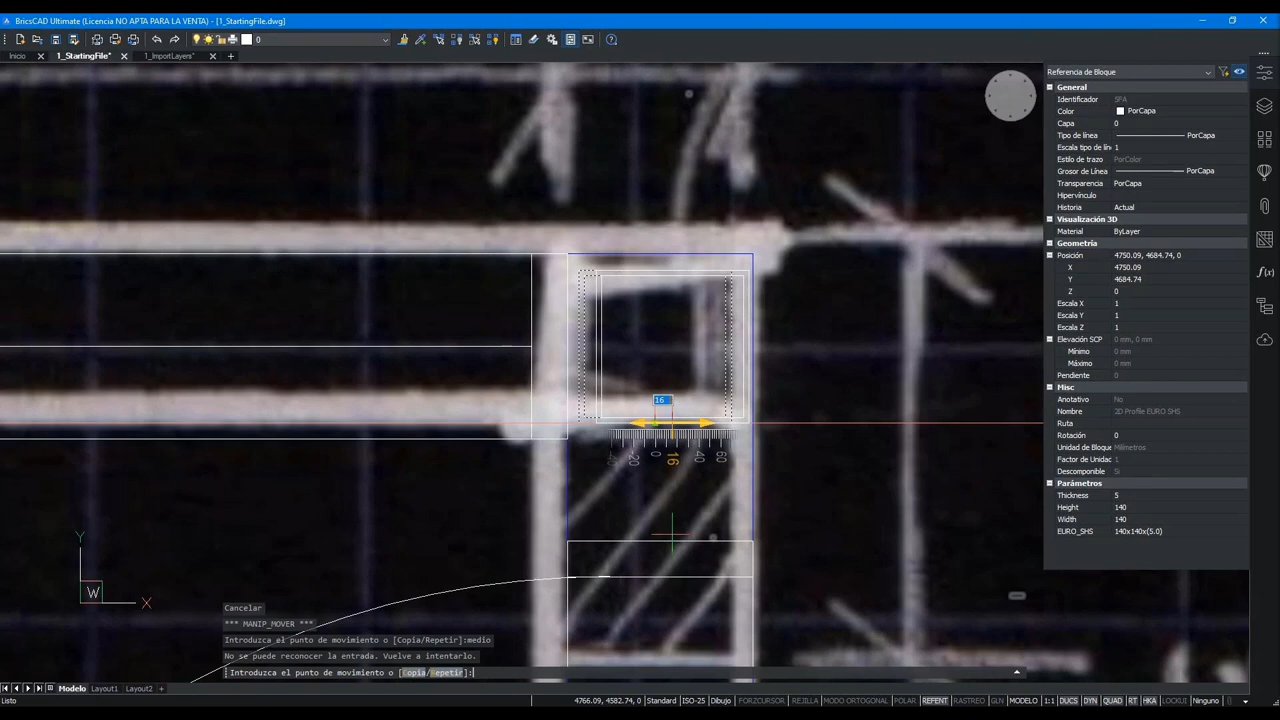 BricsCAD Ultimate (Licencia NO APTA PARA LA VENTA) - [1_StartingFile.dwg]
0
Inicio
1_StartingFile*
1_ImportLayers*
Referencia de Bloque
General
Identificador 5FA
Color PorCapa
Capa 0
Tipo de línea PorCapa
Escala tipo de líne 1
Estilo de trazo PorColor
Grosor de Línea PorCapa
Transparencia PorCapa
Hipervínculo
Historia Actual
Visualización 3D
Material ByLayer
Geometría
Posición 4750.09, 4684.74, 0
X 4750.09
Y 4684.74
Z 0
Escala X 1
Escala Y 1
Escala Z 1
Elevación SCP 0 mm, 0 mm
Mínimo 0 mm
Máximo 0 mm
Pendiente 0
Misc
Anotativo No
Nombre 2D Profile EURO SHS
Ruta
Rotación 0
Unidad de Bloque Milímetros
Factor de Unidad 1
Descomponible Si
Parámetros
Thickness 5
Height 140
Width 140
EURO_SHS 140x140x(5.0)
f(x)
16
-40 -20 0 16 40 60
Y
W
X
Cancelar
*** MANIP_MOVER ***
Introduzca el punto de movimiento o [Copia/Repetir]:medio
No se puede reconocer la entrada. Vuelve a intentarlo.
: Introduzca el punto de movimiento o [Copia/Repetir]:
Modelo Layout1 Layout2 +
Listo
4766.09, 4582.74, 0 Standard ISO-25 Dibujo FORZCURSOR REJILLA MODO ORTOGONAL POLAR REFENT RASTREO GLN MODELO 1:1 DUCS DYN QUAD RT HKA LOCKUI Ninguno